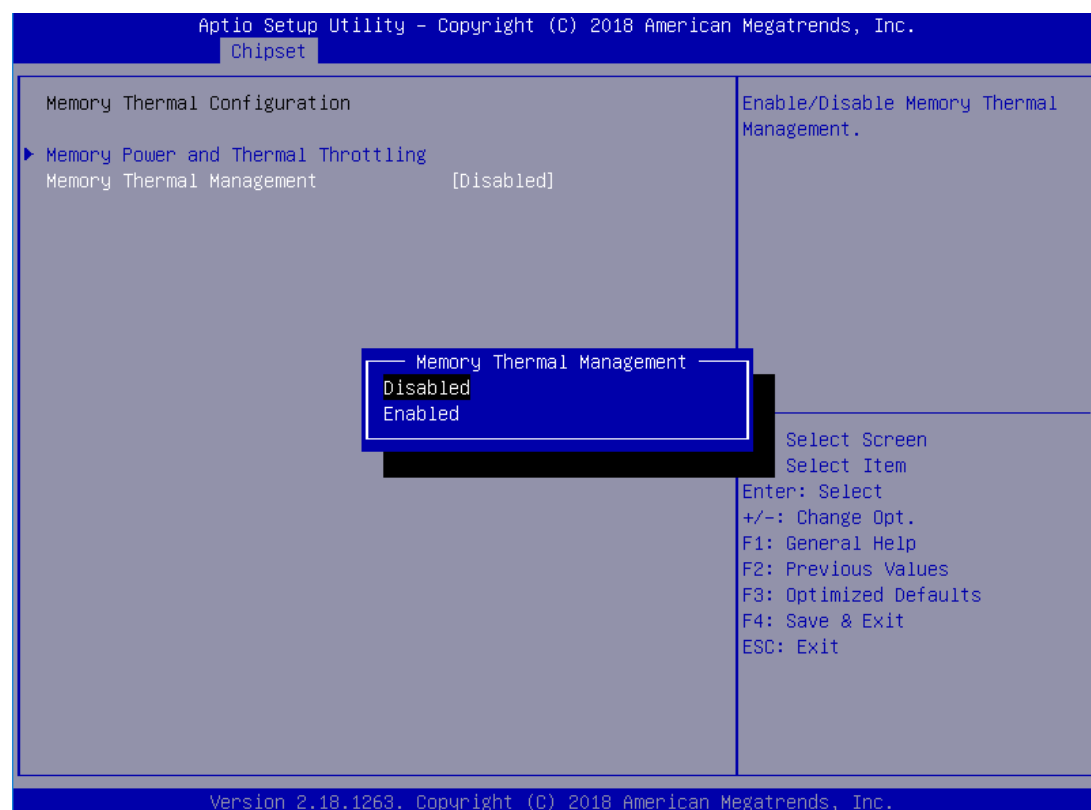 Aptio Setup Utility – Copyright (C) 2018 American Megatrends, Inc.
Chipset
Memory Thermal Configuration
Memory Power and Thermal Throttling
Memory Thermal Management [Disabled]
Enable/Disable Memory Thermal
Management.
Memory Thermal Management
Disabled
Enabled
Select Screen
Select Item
Enter: Select
+/-: Change Opt.
F1: General Help
F2: Previous Values
F3: Optimized Defaults
F4: Save & Exit
ESC: Exit
Version 2.18.1263. Copyright (C) 2018 American Megatrends, Inc.